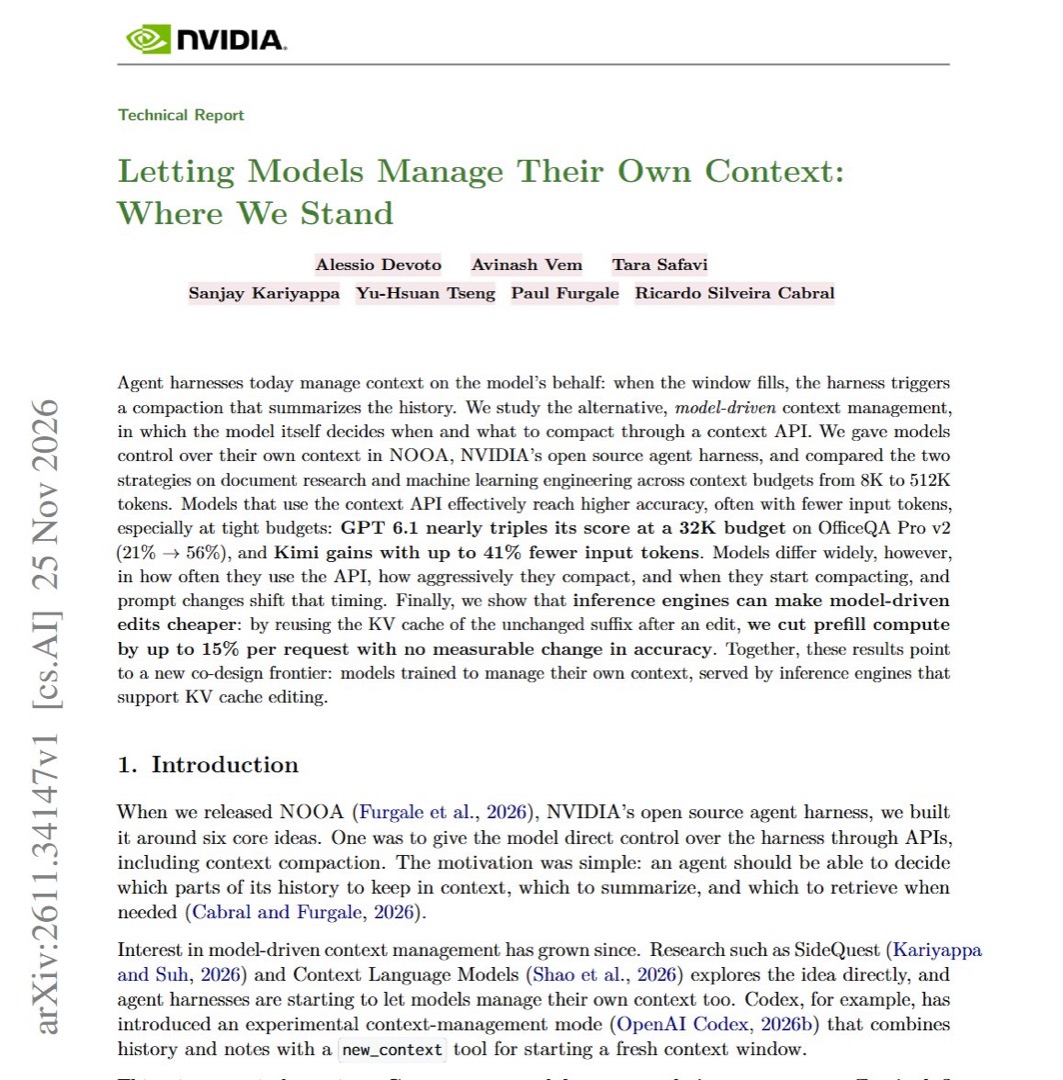 NVIDIA.
Technical Report
Letting Models Manage Their Own Context:
Where We Stand
Alessio Devoto Avinash Vem Tara Safavi
Sanjay Kariyappa Yu-Hsuan Tseng Paul Furgale Ricardo Silveira Cabral
Agent harnesses today manage context on the model's behalf: when the window fills, the harness triggers
a compaction that summarizes the history. We study the alternative, model-driven context management,
in which the model itself decides when and what to compact through a context API. We gave models
control over their own context in NOOA, NVIDIA's open source agent harness, and compared the two
strategies on document research and machine learning engineering across context budgets from 8K to 512K
tokens. Models that use the context API effectively reach higher accuracy, often with fewer input tokens,
especially at tight budgets: GPT 6.1 nearly triples its score at a 32K budget on OfficeQA Pro v2
(21% → 56%), and Kimi gains with up to 41% fewer input tokens. Models differ widely, however,
in how often they use the API, how aggressively they compact, and when they start compacting, and
prompt changes shift that timing. Finally, we show that inference engines can make model-driven
edits cheaper: by reusing the KV cache of the unchanged suffix after an edit, we cut prefill compute
by up to 15% per request with no measurable change in accuracy. Together, these results point
to a new co-design frontier: models trained to manage their own context, served by inference engines that
support KV cache editing.
1. Introduction
When we released NOOA (Furgale et al., 2026), NVIDIA's open source agent harness, we built
it around six core ideas. One was to give the model direct control over the harness through APIs,
including context compaction. The motivation was simple: an agent should be able to decide
which parts of its history to keep in context, which to summarize, and which to retrieve when
needed (Cabral and Furgale, 2026).
Interest in model-driven context management has grown since. Research such as SideQuest (Kariyappa
and Suh, 2026) and Context Language Models (Shao et al., 2026) explores the idea directly, and
agent harnesses are starting to let models manage their own context too. Codex, for example, has
introduced an experimental context-management mode (OpenAI Codex, 2026b) that combines
history and notes with a new_context tool for starting a fresh context window.
arXiv:2611.34147v1 [cs.AI] 25 Nov 2026